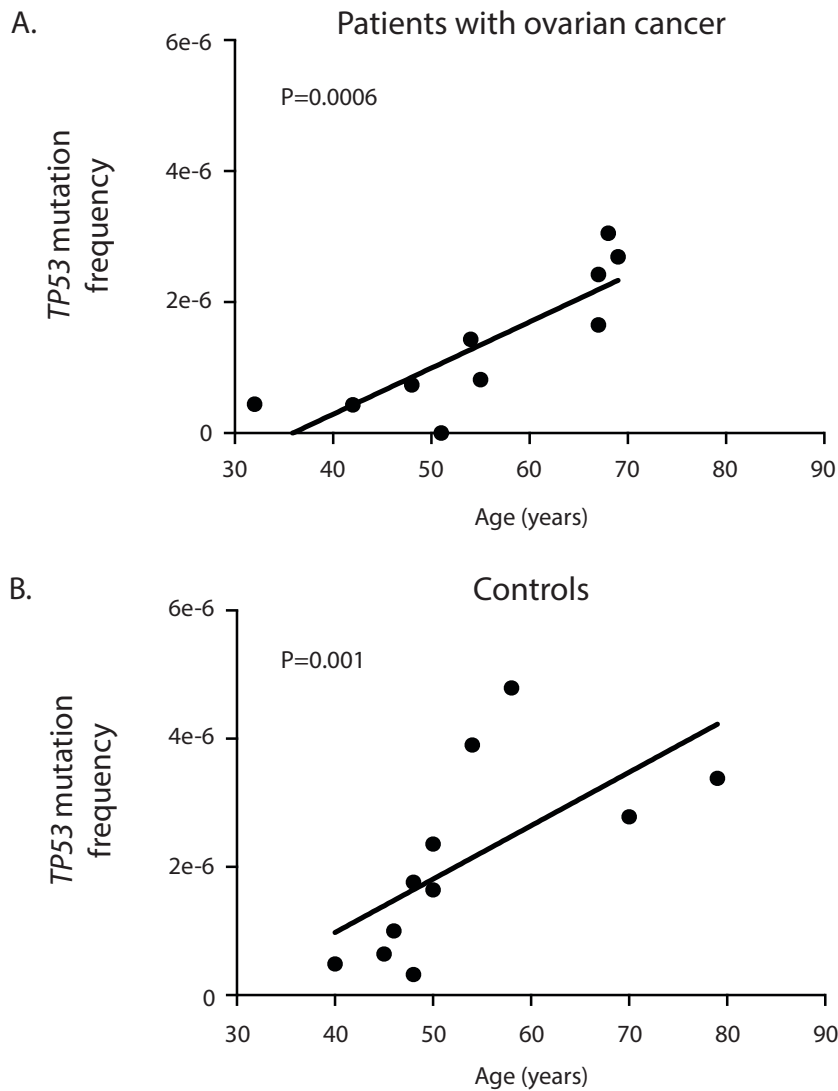 A.
Patients with ovarian cancer
6e-6
P=0.0006
4e-6
TP53 mutation
frequency
2e-6
0
30 40 50 60 70 80 90
Age (years)
B.
Controls
6e-6
P=0.001
4e-6
TP53 mutation
frequency
2e-6
0
30 40 50 60 70 80 90
Age (years)